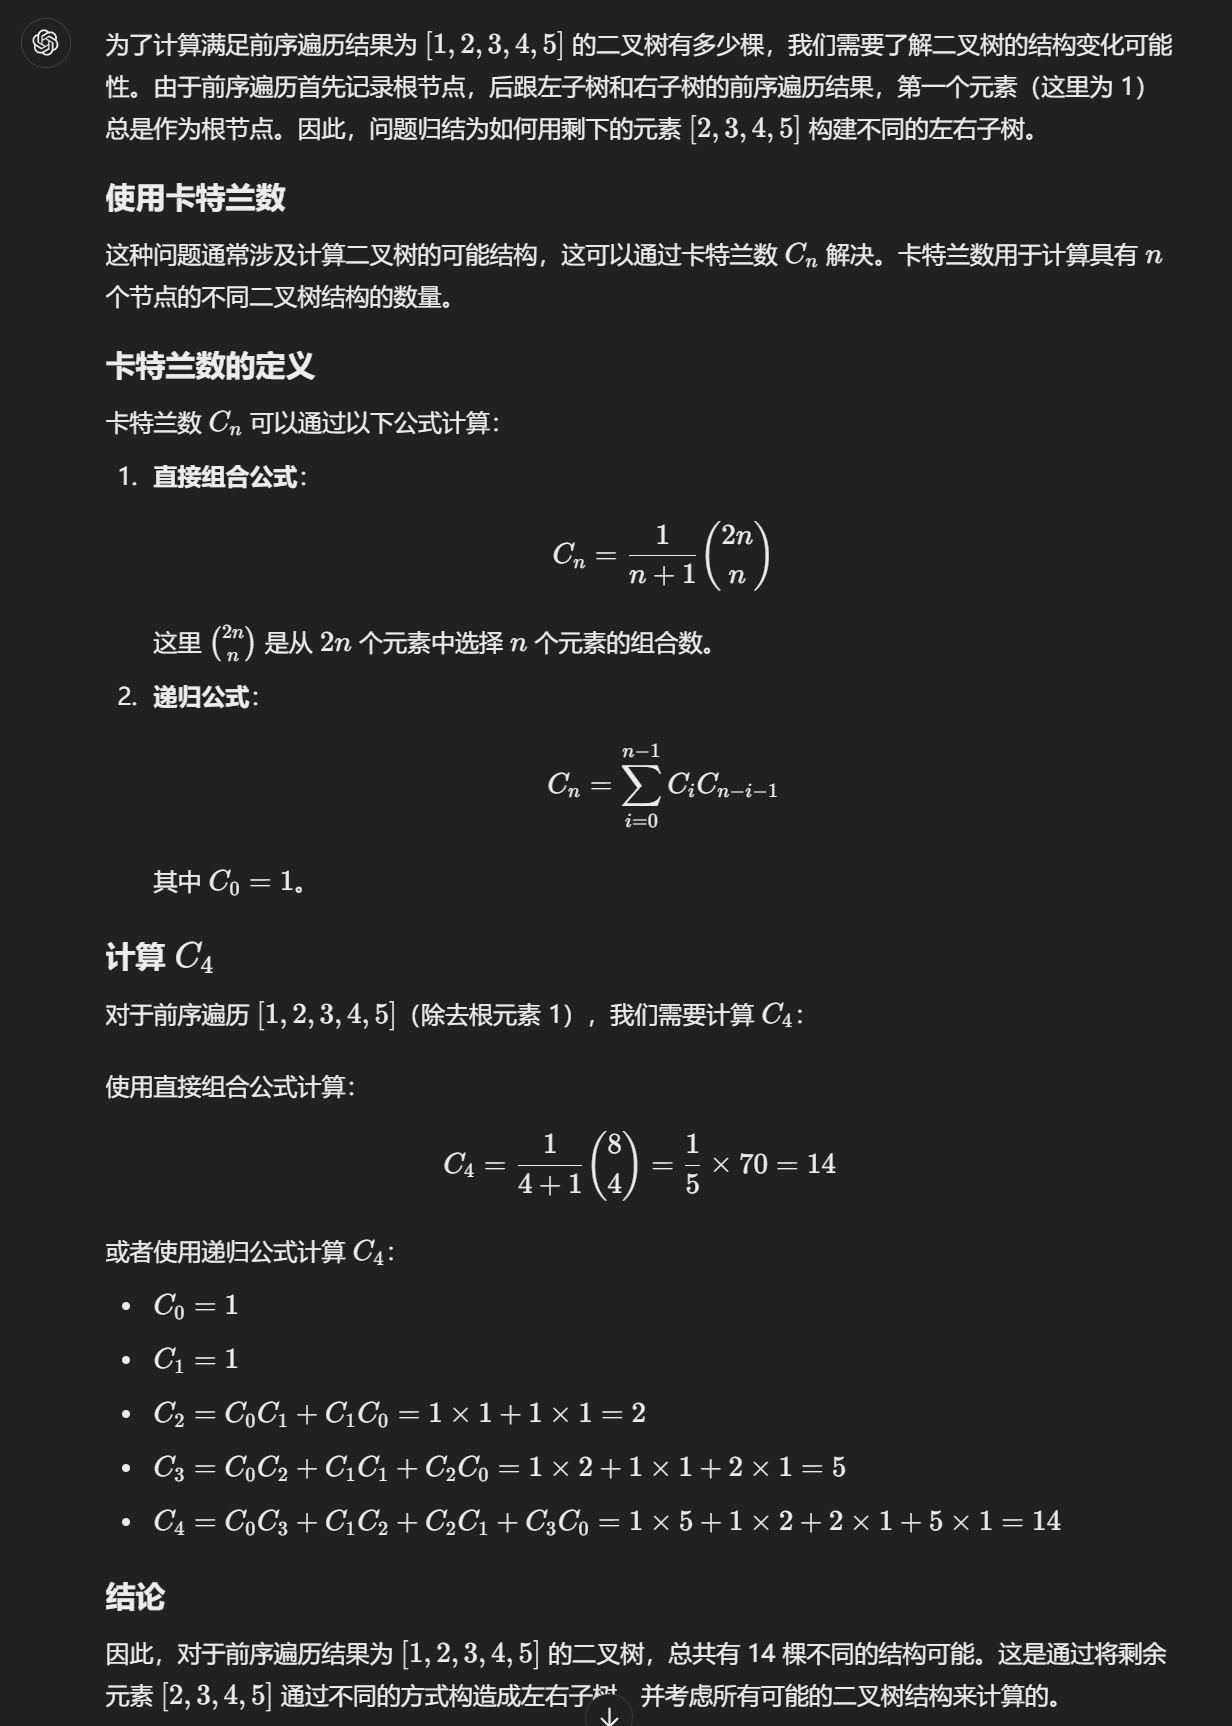 为了计算满足前序遍历结果为 [1, 2, 3, 4, 5] 的二叉树有多少棵，我们需要了解二叉树的结构变化可能
性。由于前序遍历首先记录根节点，后跟左子树和右子树的前序遍历结果，第一个元素（这里为 1）
总是作为根节点。因此，问题归结为如何用剩下的元素 [2, 3, 4, 5] 构建不同的左右子树。
使用卡特兰数
这种问题通常涉及计算二叉树的可能结构，这可以通过卡特兰数 $C_n$ 解决。卡特兰数用于计算具有 $n$
个节点的不同二叉树结构的数量。
卡特兰数的定义
卡特兰数 $C_n$ 可以通过以下公式计算：
1. 直接组合公式：
$C_n = \frac{1}{n+1}\binom{2n}{n}$
这里 $\binom{2n}{n}$ 是从 $2n$ 个元素中选择 $n$ 个元素的组合数。
2. 递归公式：
$C_n = \sum_{i=0}^{n-1} C_i C_{n-i-1}$
其中 $C_0 = 1$。
计算 $C_4$
对于前序遍历 [1, 2, 3, 4, 5]（除去根元素 1），我们需要计算 $C_4$：
使用直接组合公式计算：
$C_4 = \frac{1}{4+1}\binom{8}{4} = \frac{1}{5} \times 70 = 14$
或者使用递归公式计算 $C_4$：
• $C_0 = 1$
• $C_1 = 1$
• $C_2 = C_0C_1 + C_1C_0 = 1 \times 1 + 1 \times 1 = 2$
• $C_3 = C_0C_2 + C_1C_1 + C_2C_0 = 1 \times 2 + 1 \times 1 + 2 \times 1 = 5$
• $C_4 = C_0C_3 + C_1C_2 + C_2C_1 + C_3C_0 = 1 \times 5 + 1 \times 2 + 2 \times 1 + 5 \times 1 = 14$
结论
因此，对于前序遍历结果为 [1, 2, 3, 4, 5] 的二叉树，总共有 14 棵不同的结构可能。这是通过将剩余
元素 [2, 3, 4, 5] 通过不同的方式构造成左右子树，并考虑所有可能的二叉树结构来计算的。